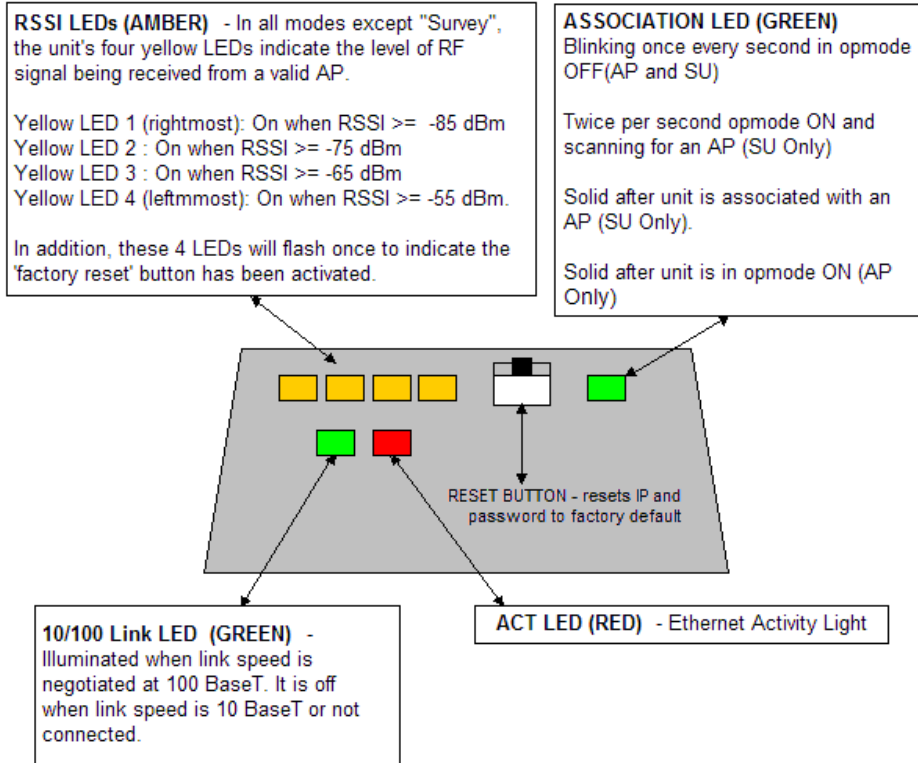 RSSI LEDs (AMBER) - In all modes except "Survey",
the unit's four yellow LEDs indicate the level of RF
signal being received from a valid AP.
Yellow LED 1 (rightmost): On when RSSI >= -85 dBm
Yellow LED 2 : On when RSSI >= -75 dBm
Yellow LED 3 : On when RSSI >= -65 dBm
Yellow LED 4 (leftmmost): On when RSSI >= -55 dBm.
In addition, these 4 LEDs will flash once to indicate the
'factory reset' button has been activated.
ASSOCIATION LED (GREEN)
Blinking once every second in opmode
OFF(AP and SU)
Twice per second opmode ON and
scanning for an AP (SU Only)
Solid after unit is associated with an
AP (SU Only).
Solid after unit is in opmode ON (AP
Only)
RESET BUTTON - resets IP and
password to factory default
10/100 Link LED (GREEN) -
Illuminated when link speed is
negotiated at 100 BaseT. It is off
when link speed is 10 BaseT or not
connected.
ACT LED (RED) - Ethernet Activity Light